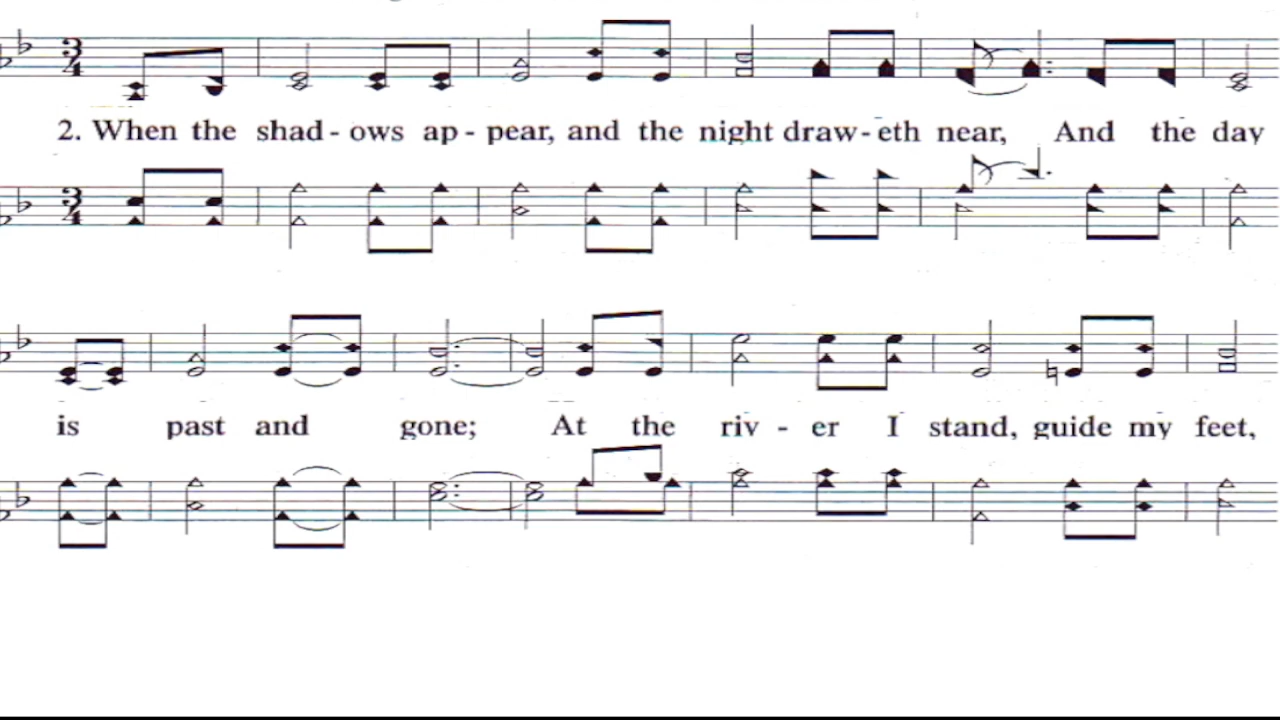 2. When the shad - ows ap - pear, and the night draw - eth near, And the day
is past and gone; At the riv - er I stand, guide my feet,